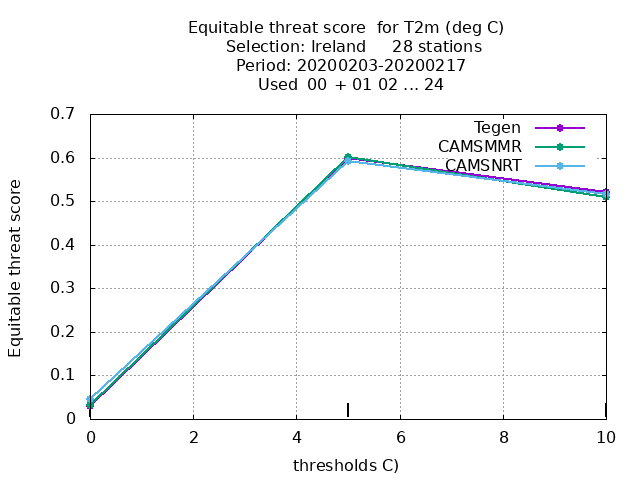 Equitable threat score  for T2m (deg C)
Selection: Ireland     28 stations
Period: 20200203-20200217
Used  00  + 01 02 ... 24
Equitable threat score
0.7
0.6
0.5
0.4
0.3
0.2
0.1
0
Tegen
CAMSMMR
CAMSNRT
0 2 4 6 8 10
thresholds C)